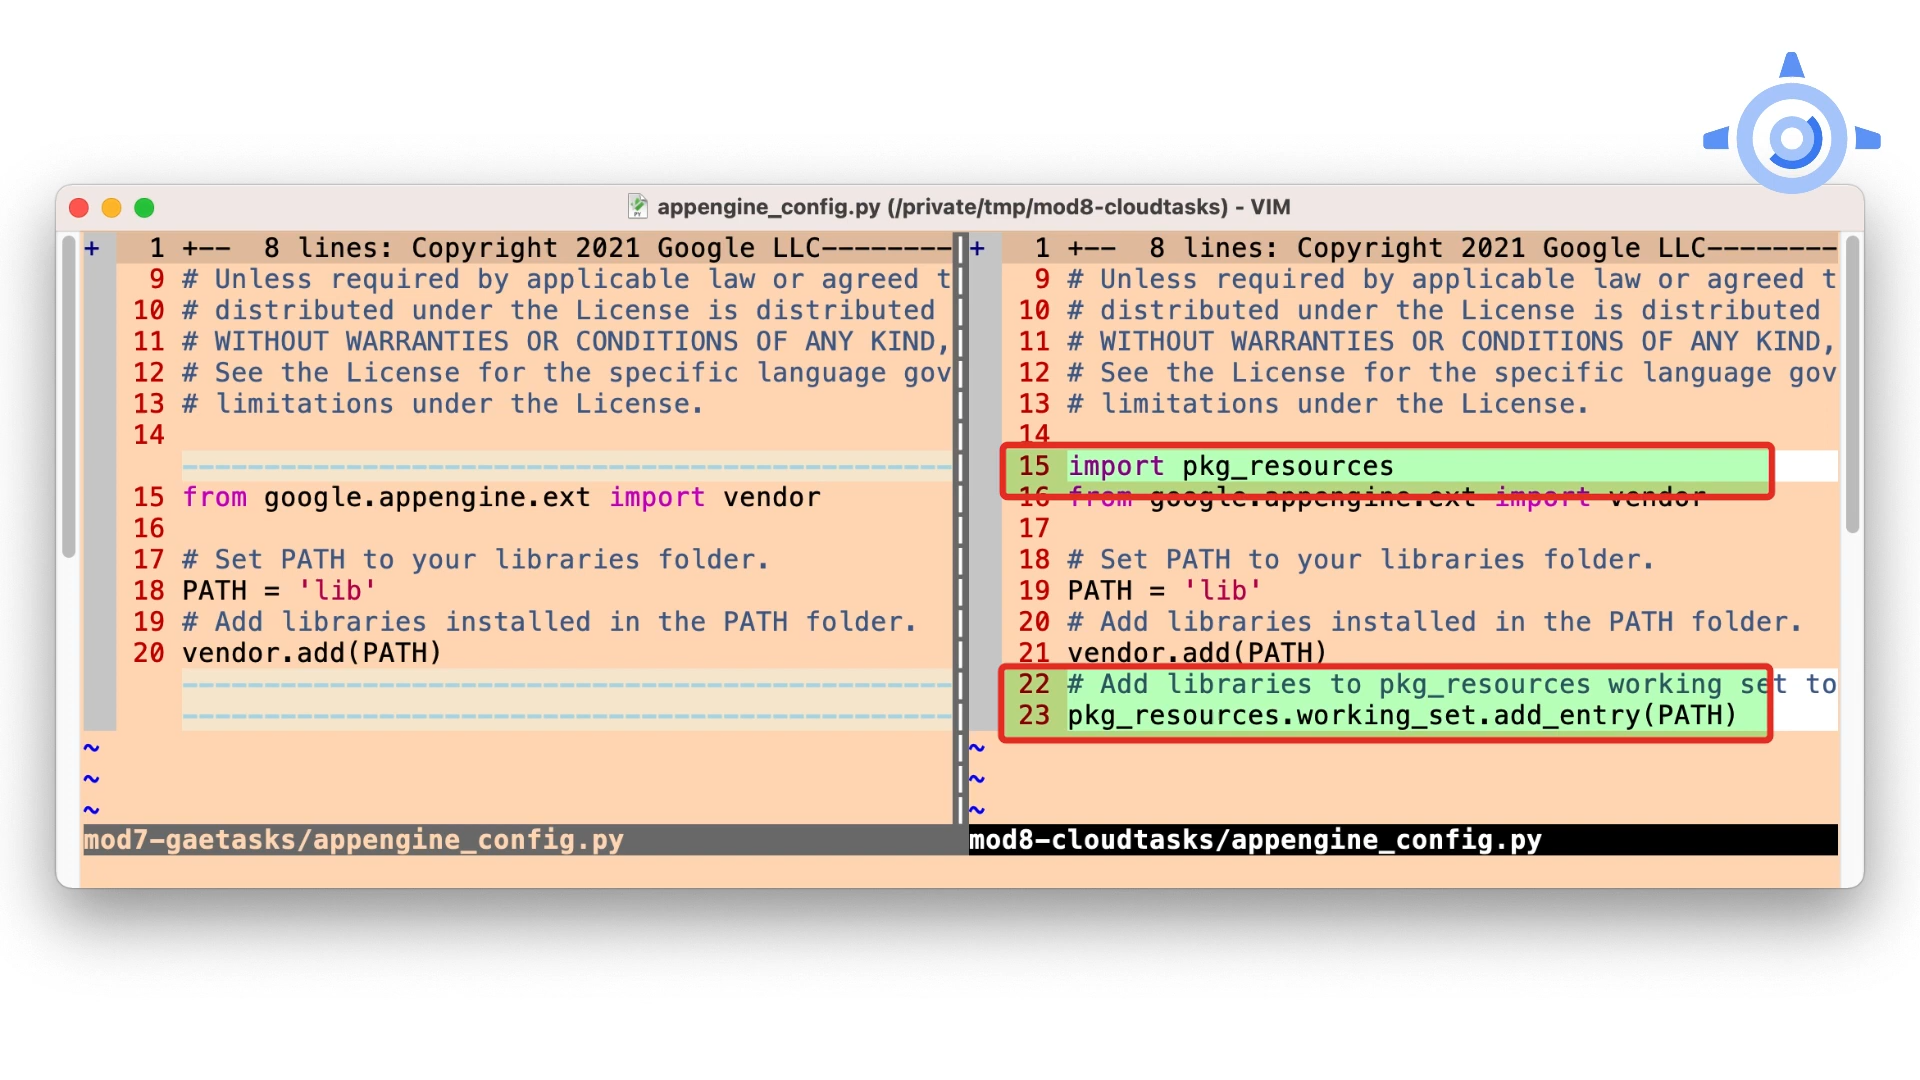 appengine_config.py (/private/tmp/mod8-cloudtasks) - VIM
+ 1 +-- 8 lines: Copyright 2021 Google LLC--------
9 # Unless required by applicable law or agreed t
10 # distributed under the License is distributed
11 # WITHOUT WARRANTIES OR CONDITIONS OF ANY KIND,
12 # See the License for the specific language gov
13 # limitations under the License.
14
15 from google.appengine.ext import vendor
16
17 # Set PATH to your libraries folder.
18 PATH = 'lib'
19 # Add libraries installed in the PATH folder.
20 vendor.add(PATH)
~
~
~
mod7-gaetasks/appengine_config.py
+ 1 +-- 8 lines: Copyright 2021 Google LLC--------
9 # Unless required by applicable law or agreed t
10 # distributed under the License is distributed
11 # WITHOUT WARRANTIES OR CONDITIONS OF ANY KIND,
12 # See the License for the specific language gov
13 # limitations under the License.
14
15 import pkg_resources
16 from google.appengine.ext import vendor
17
18 # Set PATH to your libraries folder.
19 PATH = 'lib'
20 # Add libraries installed in the PATH folder.
21 vendor.add(PATH)
22 # Add libraries to pkg_resources working set to
23 pkg_resources.working_set.add_entry(PATH)
~
~
~
mod8-cloudtasks/appengine_config.py